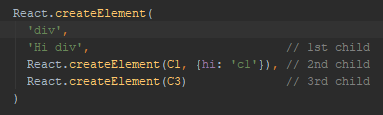 React.createElement(
  'div',
  'Hi div',                            // 1st child
  React.createElement(C1, {hi: 'c1'}), // 2nd child
  React.createElement(C3)              // 3rd child
)